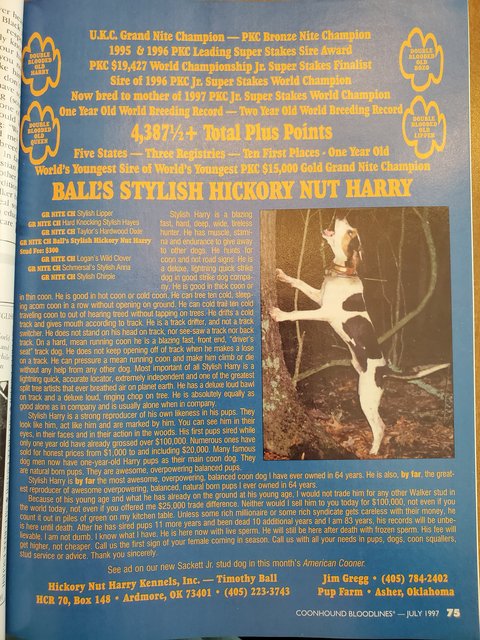 U.K.C. Grand Nite Champion — PKC Bronze Nite Champion
1995 & 1996 PKC Leading Super Stakes Sire Award
PKC $19,427 World Championship Jr. Super Stakes Finalist
Sire of 1996 PKC Jr. Super Stakes World Champion
Now bred to mother of 1997 PKC Jr. Super Stakes World Champion
One Year Old World Breeding Record — Two Year Old World Breeding Record
4,387½+ Total Plus Points
Five States — Three Registries — Ten First Places - One Year Old
World's Youngest Sire of World's Youngest PKC $15,000 Gold Grand Nite Champion
DOUBLE
BLOODED
OLD
HARRY
DOUBLE
BLOODED
OLD
BOZO
DOUBLE
BLOODED
OLD
QUEEN
DOUBLE
BLOODED
OLD
LIPPER
BALL'S STYLISH HICKORY NUT HARRY
GR NITE CH Stylish Lipper
GR NITE CH Hard Knocking Stylish Hayes
GR NITE CH Taylor's Hardwood Dixie
GR NITE CH Ball's Stylish Hickory Nut Harry
Stud Fee: $300
GR NITE CH Logan's Wild Clover
GR NITE CH Schmersal's Stylish Anna
GR NITE CH Stylish Chirpie
Stylish Harry is a blazing
fast, hard, deep, wide, tireless
hunter. He has muscle, stami-
na and endurance to give away
to other dogs. He hunts for
coon and not road signs. He is
a deluxe, lightning quick strike
dog in good strike dog compa-
ny. He is good in thick coon or
in thin coon. He is good in hot coon or cold coon. He can tree ten cold, sleep-
ing acorn coon in a row without opening on ground. He can cold trail ten cold
traveling coon to out of hearing treed without tapping on trees. He drifts a cold
track and gives mouth according to track. He is a track drifter, and not a track
switcher. He does not stand on his head on track, nor see-saw a track nor back
track. On a hard, mean running coon he is a blazing fast, front end, "driver's
seat" track dog. He does not keep opening off of track when he makes a lose
on a track. He can pressure a mean running coon and make him climb or die
without any help from any other dog. Most important of all Stylish Harry is a
lightning quick, accurate locator, extremely independent and one of the greatest
split tree artists that ever breathed air on planet earth. He has a deluxe loud bawl
on track and a deluxe loud, ringing chop on tree. He is absolutely equally as
good alone as in company and is usually alone when in company.
Stylish Harry is a strong reproducer of his own likeness in his pups. They
look like him, act like him and are marked by him. You can see him in their
eyes, in their faces and in their action in the woods. His first pups sired while
only one year old have already grossed over $100,000. Numerous ones have
sold for honest prices from $1,000 to and including $20,000. Many famous
dog men now have one-year-old Harry pups as their main coon dog. They
are natural born pups. They are awesome, overpowering balanced pups.
Stylish Harry is by far the most awesome, overpowering, balanced coon dog I have ever owned in 64 years. He is also, by far, the great-
est reproducer of awesome overpowering, balanced, natural born pups I ever owned in 64 years.
Because of his young age and what he has already on the ground at his young age, I would not trade him for any other Walker stud in
the world today, not even if you offered me $25,000 trade difference. Neither would I sell him to you today for $100,000, not even if you
count it out in piles of green on my kitchen table. Unless some rich millionaire or some rich syndicate gets careless with their money, he
is here until death. After he has sired pups 11 more years and been dead 10 additional years and I am 83 years, his records will be unbe-
lievable. I am not dumb. I know what I have. He is here now with live sperm. He will still be here after death with frozen sperm. His fee will
get higher, not cheaper. Call us the first sign of your female coming in season. Call us with all your needs in pups, dogs, coon squallers,
stud service or advice. Thank you sincerely.
See ad on our new Sackett Jr. stud dog in this month's American Cooner.
Hickory Nut Harry Kennels, Inc. — Timothy Ball
HCR 70, Box 148 • Ardmore, OK 73401 • (405) 223-3743
Jim Gregg • (405) 784-2402
Pup Farm • Asher, Oklahoma
COONHOUND BLOODLINES® — JULY 1997 75